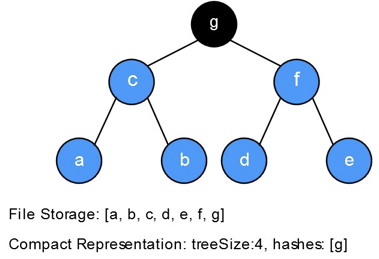 g
c f
a b d e
File Storage: [a, b, c, d, e, f, g]
Compact Representation: treeSize:4, hashes: [g]